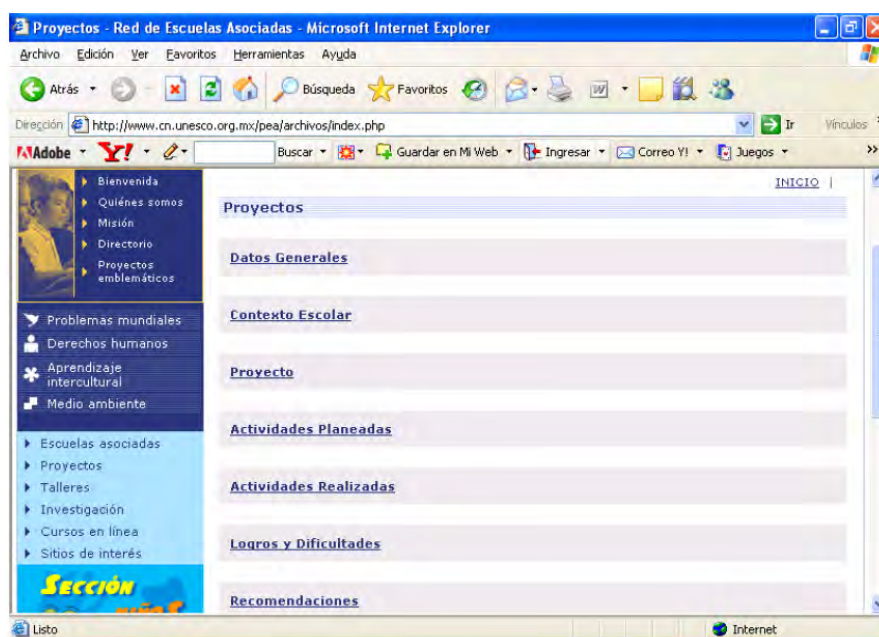 Proyectos - Red de Escuelas Asociadas - Microsoft Internet Explorer
Archivo Edición Ver Favoritos Herramientas Ayuda
Atrás Búsqueda Favoritos
Dirección http://www.cn.unesco.org.mx/pea/archivos/index.php Ir Vínculos
Adobe Y! Buscar Guardar en Mi Web Ingresar Correo Y! Juegos
INICIO |
Bienvenida
Quiénes somos
Misión
Directorio
Proyectos
emblemáticos
Problemas mundiales
Derechos humanos
Aprendizaje
intercultural
Medio ambiente
Escuelas asociadas
Proyectos
Talleres
Investigación
Cursos en línea
Sitios de interés
SECCIÓN
NIÑOS
Proyectos
Datos Generales
Contexto Escolar
Proyecto
Actividades Planeadas
Actividades Realizadas
Logros y Dificultades
Recomendaciones
Listo Internet